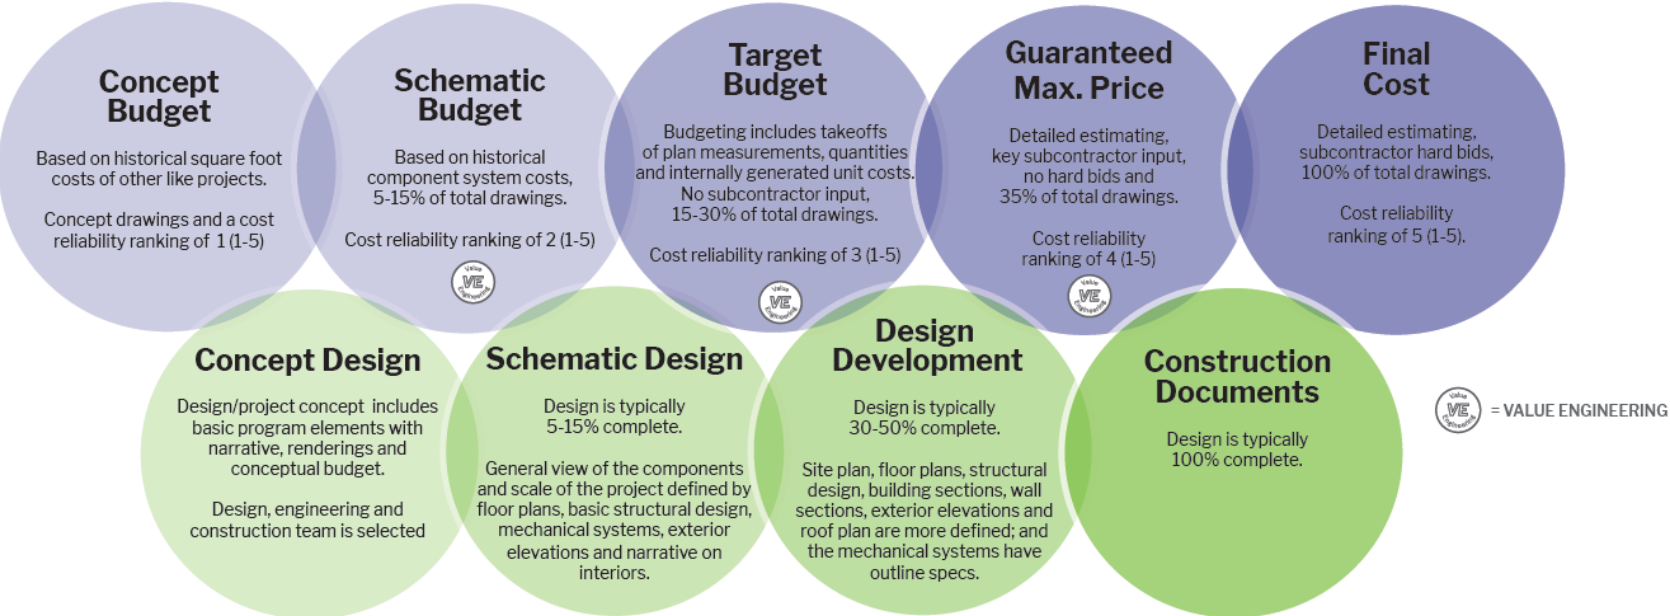 Concept
Budget
Based on historical square foot
costs of other like projects.
Concept drawings and a cost
reliability ranking of 1 (1-5)
Schematic
Budget
Based on historical
component system costs,
5-15% of total drawings.
Cost reliability ranking of 2 (1-5)
Value
VE
Engineering
Target
Budget
Budgeting includes takeoffs
of plan measurements, quantities
and internally generated unit costs.
No subcontractor input,
15-30% of total drawings.
Cost reliability ranking of 3 (1-5)
Value
VE
Engineering
Guaranteed
Max. Price
Detailed estimating,
key subcontractor input,
no hard bids and
35% of total drawings.
Cost reliability
ranking of 4 (1-5)
Value
VE
Engineering
Final
Cost
Detailed estimating,
subcontractor hard bids,
100% of total drawings.
Cost reliability
ranking of 5 (1-5).
Concept Design
Design/project concept includes
basic program elements with
narrative, renderings and
conceptual budget.
Design, engineering and
construction team is selected
Schematic Design
Design is typically
5-15% complete.
General view of the components
and scale of the project defined by
floor plans, basic structural design,
mechanical systems, exterior
elevations and narrative on
interiors.
Design
Development
Design is typically
30-50% complete.
Site plan, floor plans, structural
design, building sections, wall
sections, exterior elevations and
roof plan are more defined; and
the mechanical systems have
outline specs.
Construction
Documents
Design is typically
100% complete.
Value
VE
Engineering
= VALUE ENGINEERING